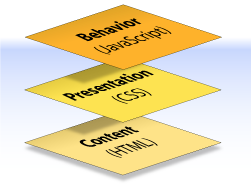 Behavior
(JavaScript)
Presentation
(CSS)
Content
(HTML)